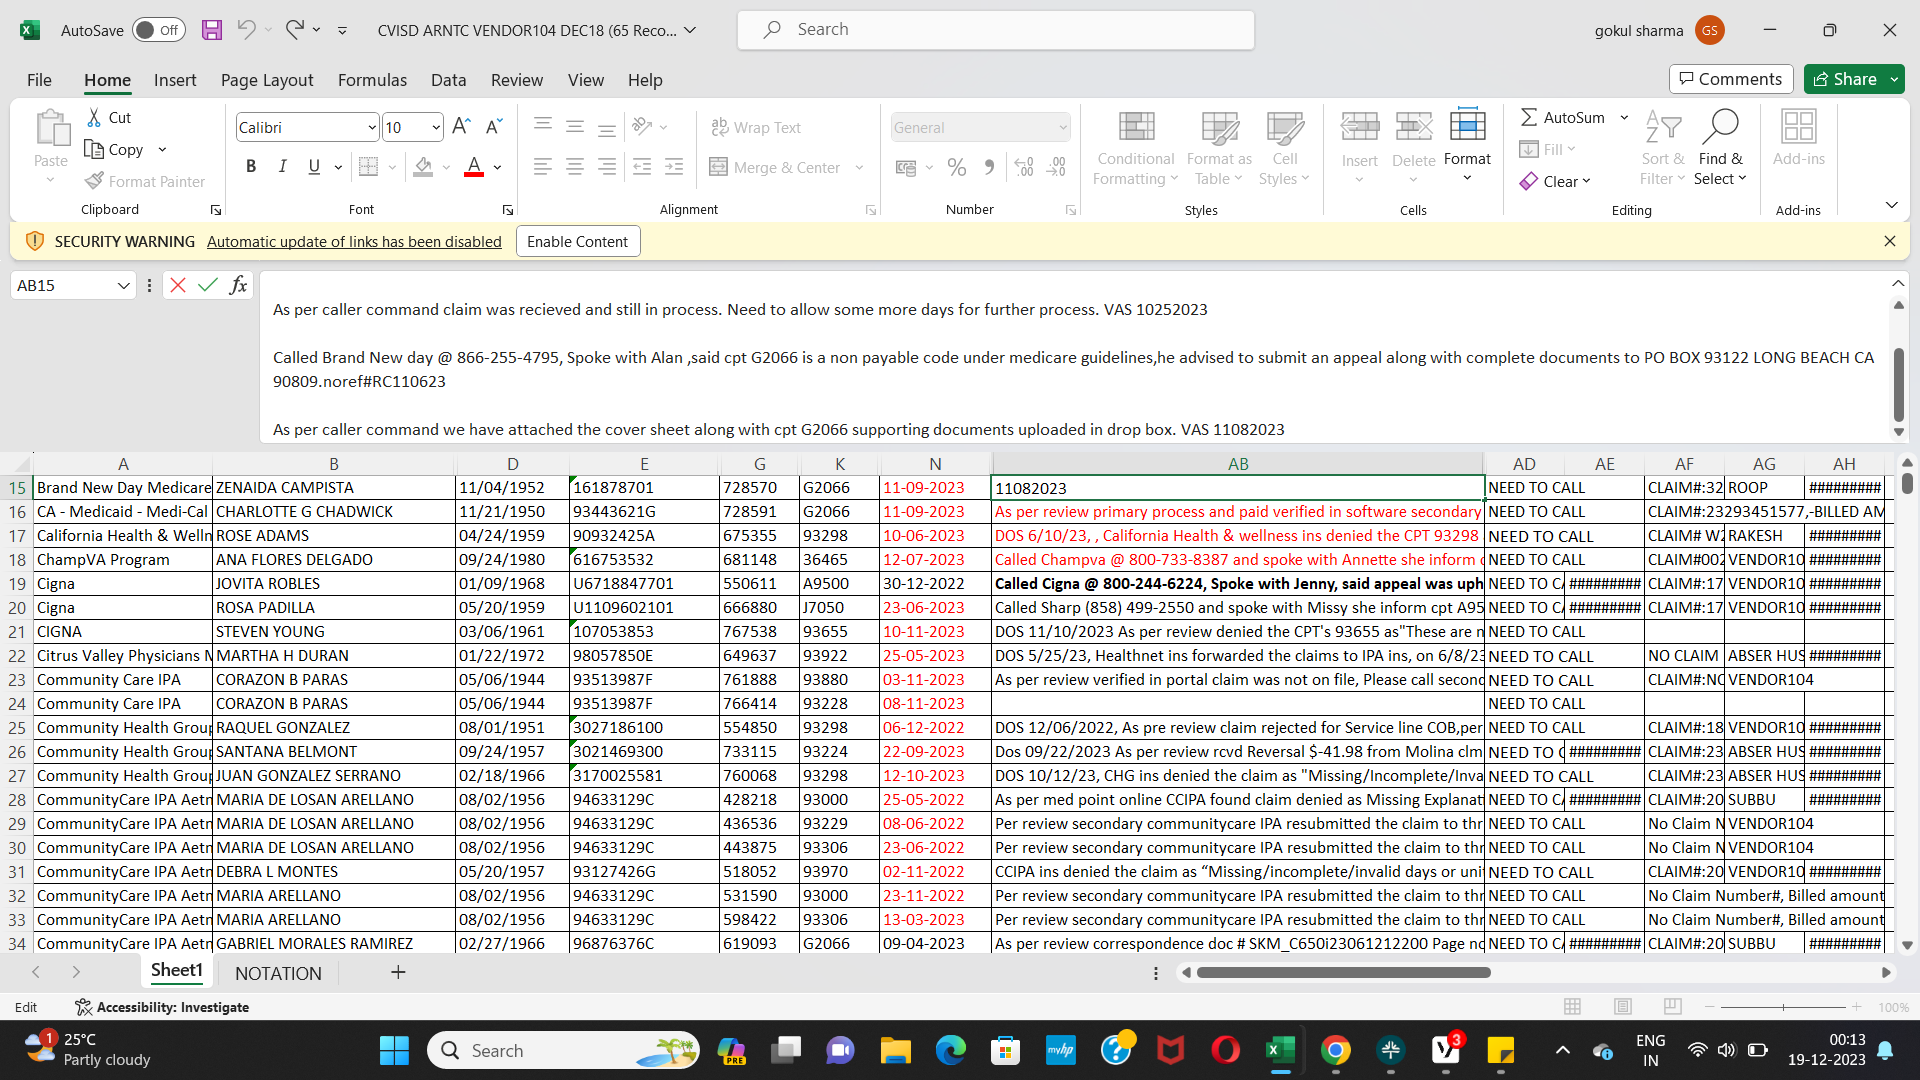 AutoSave Off CVISD ARNTC VENDOR104 DEC18 (65 Reco... Search gokul sharma GS
File Home Insert Page Layout Formulas Data Review View Help Comments Share
Paste Cut Copy Format Painter Clipboard
Calibri 10 B I U Font
Wrap Text Merge & Center Alignment
General Number
Conditional Formatting Format as Table Cell Styles Styles
Insert Delete Format Cells
AutoSum Fill Clear Sort & Filter Find & Select Editing
Add-ins Add-ins
SECURITY WARNING Automatic update of links has been disabled Enable Content
AB15 fx
As per caller command claim was recieved and still in process. Need to allow some more days for further process. VAS 10252023
Called Brand New day @ 866-255-4795, Spoke with Alan ,said cpt G2066 is a non payable code under medicare guidelines,he advised to submit an appeal along with complete documents to PO BOX 93122 LONG BEACH CA
90809.noref#RC110623
As per caller command we have attached the cover sheet along with cpt G2066 supporting documents uploaded in drop box. VAS 11082023
A B D E G K N AB AD AE AF AG AH
15 Brand New Day Medicare ZENAIDA CAMPISTA 11/04/1952 161878701 728570 G2066 11-09-2023 11082023 NEED TO CALL CLAIM#:32 ROOP #########
16 CA - Medicaid - Medi-Cal CHARLOTTE G CHADWICK 11/21/1950 93443621G 728591 G2066 11-09-2023 As per review primary process and paid verified in software secondary NEED TO CALL CLAIM#:23293451577,-BILLED AM
17 California Health & Welln ROSE ADAMS 04/24/1959 90932425A 675355 93298 10-06-2023 DOS 6/10/23, , California Health & wellness ins denied the CPT 93298 NEED TO CALL CLAIM# W2 RAKESH #########
18 ChampVA Program ANA FLORES DELGADO 09/24/1980 616753532 681148 36465 12-07-2023 Called Champva @ 800-733-8387 and spoke with Annette she inform c NEED TO CALL CLAIM#002 VENDOR10 #########
19 Cigna JOVITA ROBLES 01/09/1968 U6718847701 550611 A9500 30-12-2022 Called Cigna @ 800-244-6224, Spoke with Jenny, said appeal was uph NEED TO CA ######### CLAIM#:17 VENDOR10 #########
20 Cigna ROSA PADILLA 05/20/1959 U1109602101 666880 J7050 23-06-2023 Called Sharp (858) 499-2550 and spoke with Missy she inform cpt A95 NEED TO CA ######### CLAIM#:17 VENDOR10 #########
21 CIGNA STEVEN YOUNG 03/06/1961 107053853 767538 93655 10-11-2023 DOS 11/10/2023 As per review denied the CPT's 93655 as"These are n NEED TO CALL
22 Citrus Valley Physicians M MARTHA H DURAN 01/22/1972 98057850E 649637 93922 25-05-2023 DOS 5/25/23, Healthnet ins forwarded the claims to IPA ins, on 6/8/23 NEED TO CALL NO CLAIM ABSER HUS #########
23 Community Care IPA CORAZON B PARAS 05/06/1944 93513987F 761888 93880 03-11-2023 As per review verified in portal claim was not on file, Please call second NEED TO CALL CLAIM#:NO VENDOR104
24 Community Care IPA CORAZON B PARAS 05/06/1944 93513987F 766414 93228 08-11-2023 NEED TO CALL
25 Community Health Group RAQUEL GONZALEZ 08/01/1951 3027186100 554850 93298 06-12-2022 DOS 12/06/2022, As pre review claim rejected for Service line COB,per NEED TO CALL CLAIM#:18 VENDOR10 #########
26 Community Health Group SANTANA BELMONT 09/24/1957 3021469300 733115 93224 22-09-2023 Dos 09/22/2023 As per review rcvd Reversal $-41.98 from Molina clm NEED TO C ######### CLAIM#:23 ABSER HUS #########
27 Community Health Group JUAN GONZALEZ SERRANO 02/18/1966 3170025581 760068 93298 12-10-2023 DOS 10/12/23, CHG ins denied the claim as "Missing/Incomplete/Inva NEED TO CALL CLAIM#:23 ABSER HUS #########
28 CommunityCare IPA Aetn MARIA DE LOSAN ARELLANO 08/02/1956 94633129C 428218 93000 25-05-2022 As per med point online CCIPA found claim denied as Missing Explanat NEED TO CA ######### CLAIM#:20 SUBBU #########
29 CommunityCare IPA Aetn MARIA DE LOSAN ARELLANO 08/02/1956 94633129C 436536 93229 08-06-2022 Per review secondary communitycare IPA resubmitted the claim to thr NEED TO CALL No Claim N VENDOR104
30 CommunityCare IPA Aetn MARIA DE LOSAN ARELLANO 08/02/1956 94633129C 443875 93306 23-06-2022 Per review secondary communitycare IPA resubmitted the claim to thr NEED TO CALL No Claim N VENDOR104
31 CommunityCare IPA Aetn DEBRA L MONTES 05/20/1957 93127426G 518052 93970 02-11-2022 CCIPA ins denied the claim as “Missing/incomplete/invalid days or uni NEED TO CALL CLAIM#:20 VENDOR10 #########
32 CommunityCare IPA Aetn MARIA ARELLANO 08/02/1956 94633129C 531590 93000 23-11-2022 Per review secondary communitycare IPA resubmitted the claim to thr NEED TO CALL No Claim Number#, Billed amount
33 CommunityCare IPA Aetn MARIA ARELLANO 08/02/1956 94633129C 598422 93306 13-03-2023 Per review secondary communitycare IPA resubmitted the claim to thr NEED TO CALL No Claim Number#, Billed amount
34 CommunityCare IPA Aetn GABRIEL MORALES RAMIREZ 02/27/1966 96876376C 619093 G2066 09-04-2023 As per review correspondence doc # SKM_C650i23061212200 Page no NEED TO CA ######### CLAIM#:20 SUBBU #########
Sheet1 NOTATION
Edit Accessibility: Investigate 100%
1 25°C Partly cloudy Search PRE myhp 3 ENG IN 00:13 19-12-2023